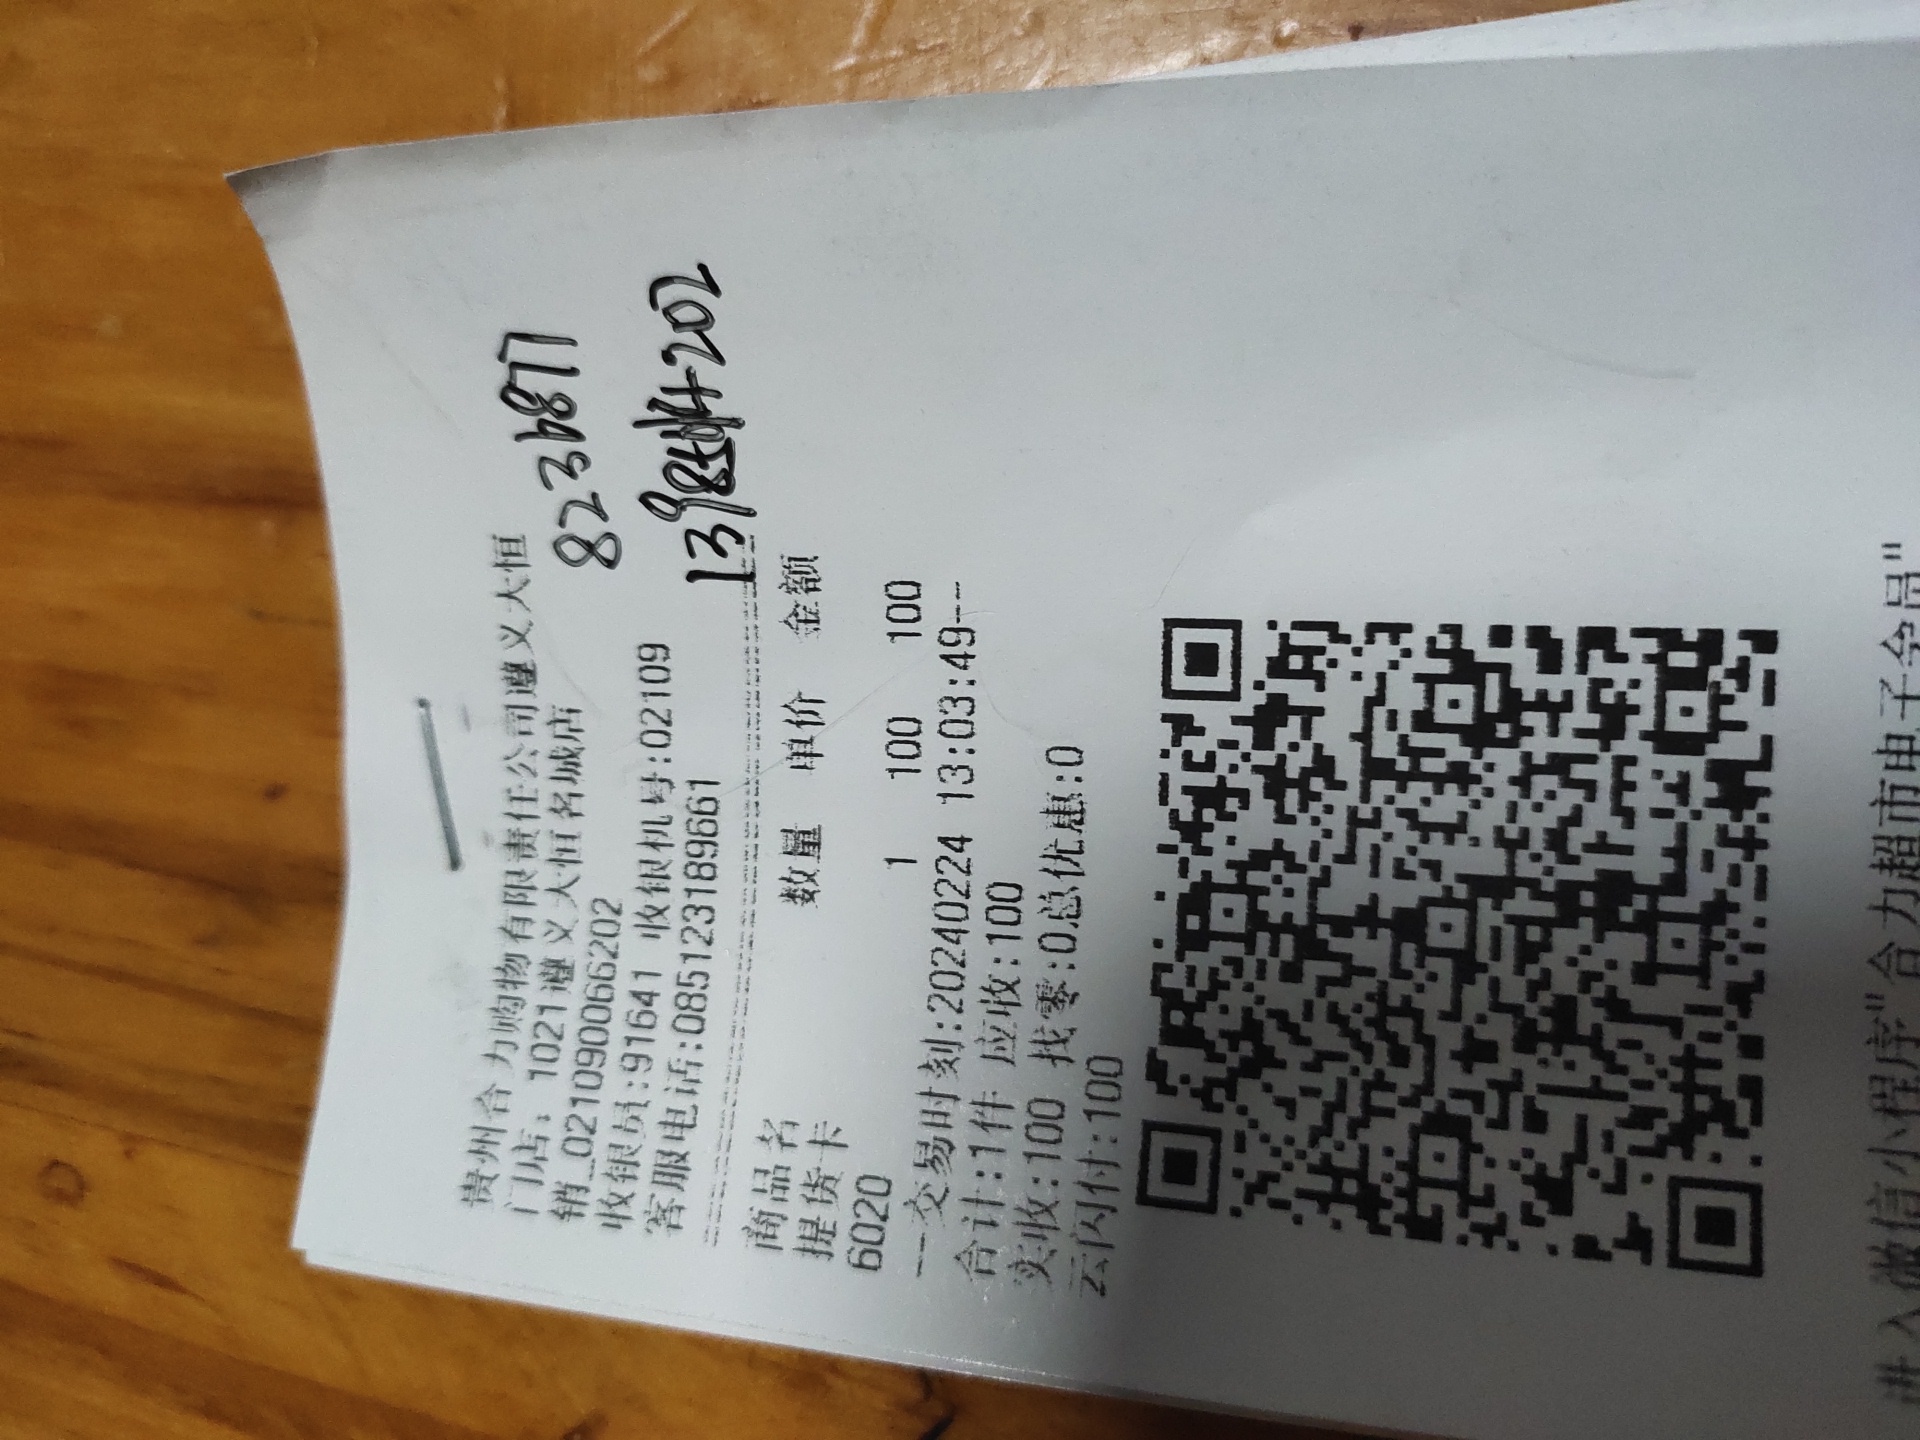 贵州合力购物有限责任公司遵义大恒
门店: 1021遵义大恒名城店
销_021090066202
8236877
收银员:91641 收银机号:02109
客服电话:085123189661
商品名 数量 单价 金额
提货卡
6020 1 100 100
--交易时刻:20240224 13:03:49--
合计:1件 应收:100
实收:100 找零:0.总优惠:0
云闪付:100
进入微信小程序"合力超市电子会员"